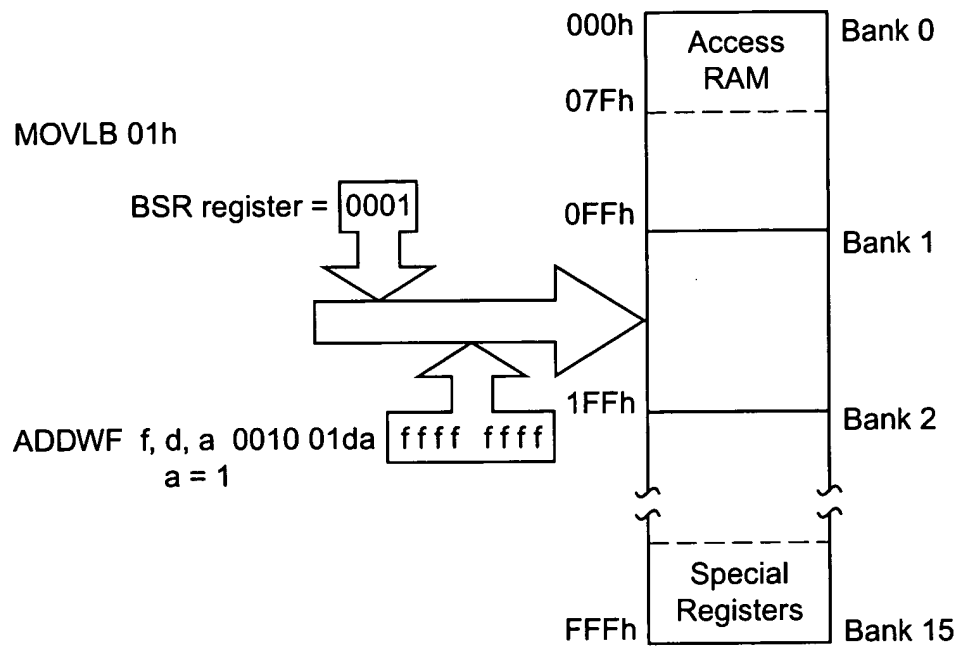 000h
Bank 0
Access
RAM
07Fh
MOVLB 01h
BSR register = 0001
0FFh
Bank 1
1FFh
Bank 2
ADDWF f, d, a 0010 01da ffff ffff
a = 1
Special
Registers
FFFh
Bank 15